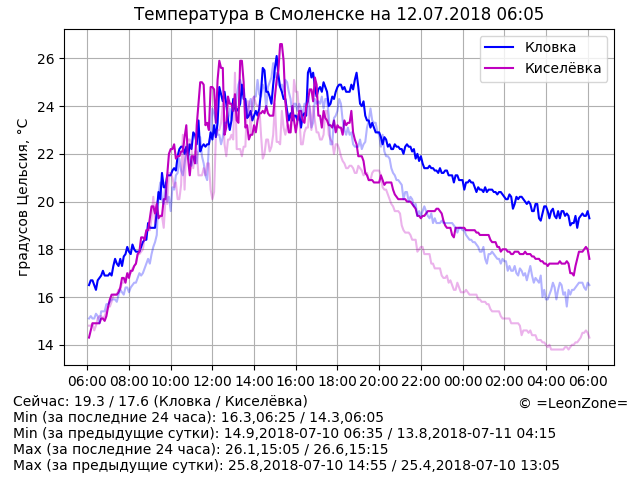 Температура в Смоленске на 12.07.2018 06:05
Кловка
Киселёвка
градусов Цельсия, °C
26
24
22
20
18
16
14
06:00 08:00 10:00 12:00 14:00 16:00 18:00 20:00 22:00 00:00 02:00 04:00 06:00
Сейчас: 19.3 / 17.6 (Кловка / Киселёвка)
© =LeonZone=
Min (за последние 24 часа): 16.3,06:25 / 14.3,06:05
Min (за предыдущие сутки): 14.9,2018-07-10 06:35 / 13.8,2018-07-11 04:15
Max (за последние 24 часа): 26.1,15:05 / 26.6,15:15
Max (за предыдущие сутки): 25.8,2018-07-10 14:55 / 25.4,2018-07-10 13:05